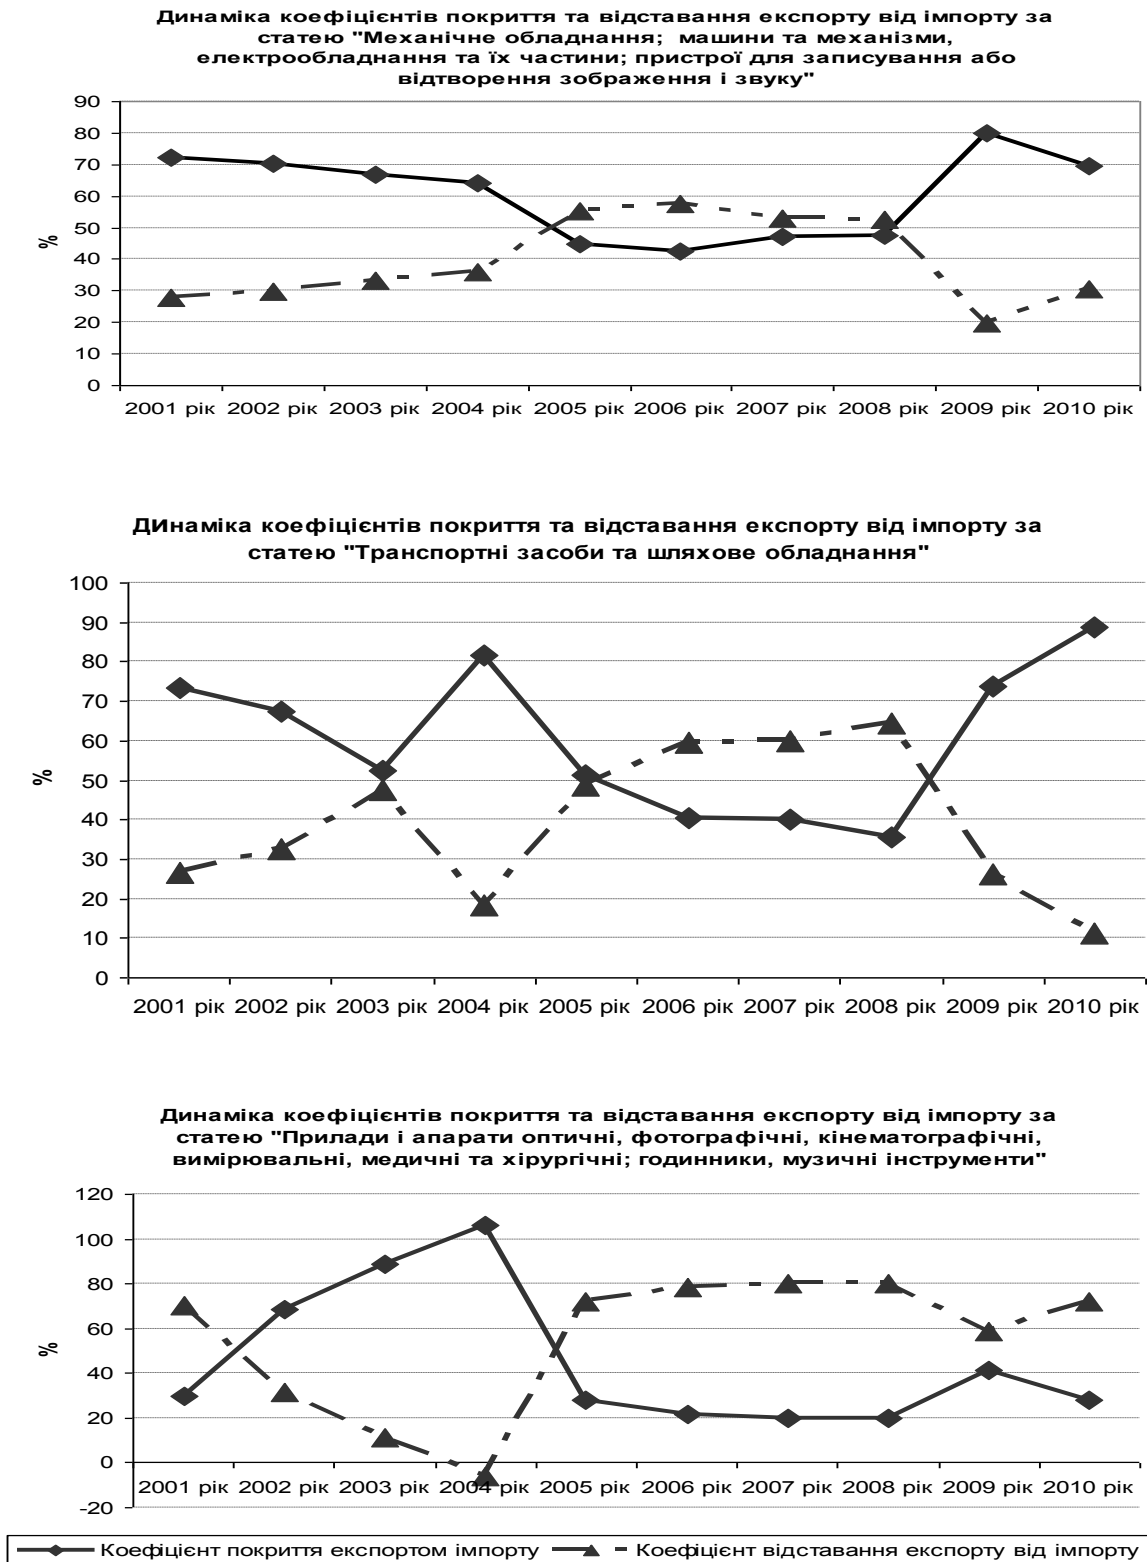 Динаміка коефіцієнтів покриття та відставання експорту від імпорту за
статею "Механічне обладнання; машини та механізми,
електрообладнання та їх частини; пристрої для записування або
відтворення зображення і звуку"
90
80
70
60
50
40
30
20
10
0
%
2001 рік 2002 рік 2003 рік 2004 рік 2005 рік 2006 рік 2007 рік 2008 рік 2009 рік 2010 рік
ДИнаміка коефіцієнтів покриття та відставання експорту від імпорту за
статею "Транспортні засоби та шляхове обладнання"
100
90
80
70
60
50
40
30
20
10
0
%
2001 рік 2002 рік 2003 рік 2004 рік 2005 рік 2006 рік 2007 рік 2008 рік 2009 рік 2010 рік
Динаміка коефіцієнтів покриття та відставання експорту від імпорту за
статею "Прилади і апарати оптичні, фотографічні, кінематографічні,
вимірювальні, медичні та хірургічні; годинники, музичні інструменти"
120
100
80
60
40
20
0
-20
%
2001 рік 2002 рік 2003 рік 2004 рік 2005 рік 2006 рік 2007 рік 2008 рік 2009 рік 2010 рік
Коефіцієнт покриття експортом імпорту Коефіцієнт відставання експорту від імпорту